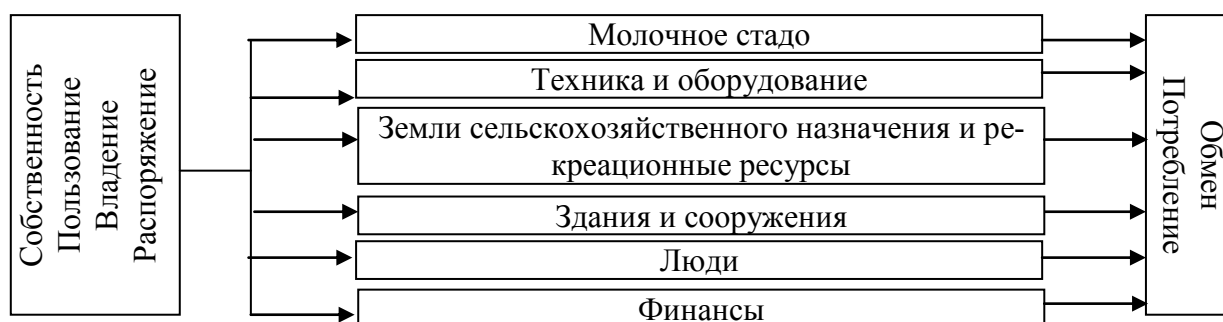 Собственность
Пользование
Владение
Распоряжение
Молочное стадо
Техника и оборудование
Земли сельскохозяйственного назначения и ре-
креационные ресурсы
Здания и сооружения
Люди
Финансы
Обмен
Потребление